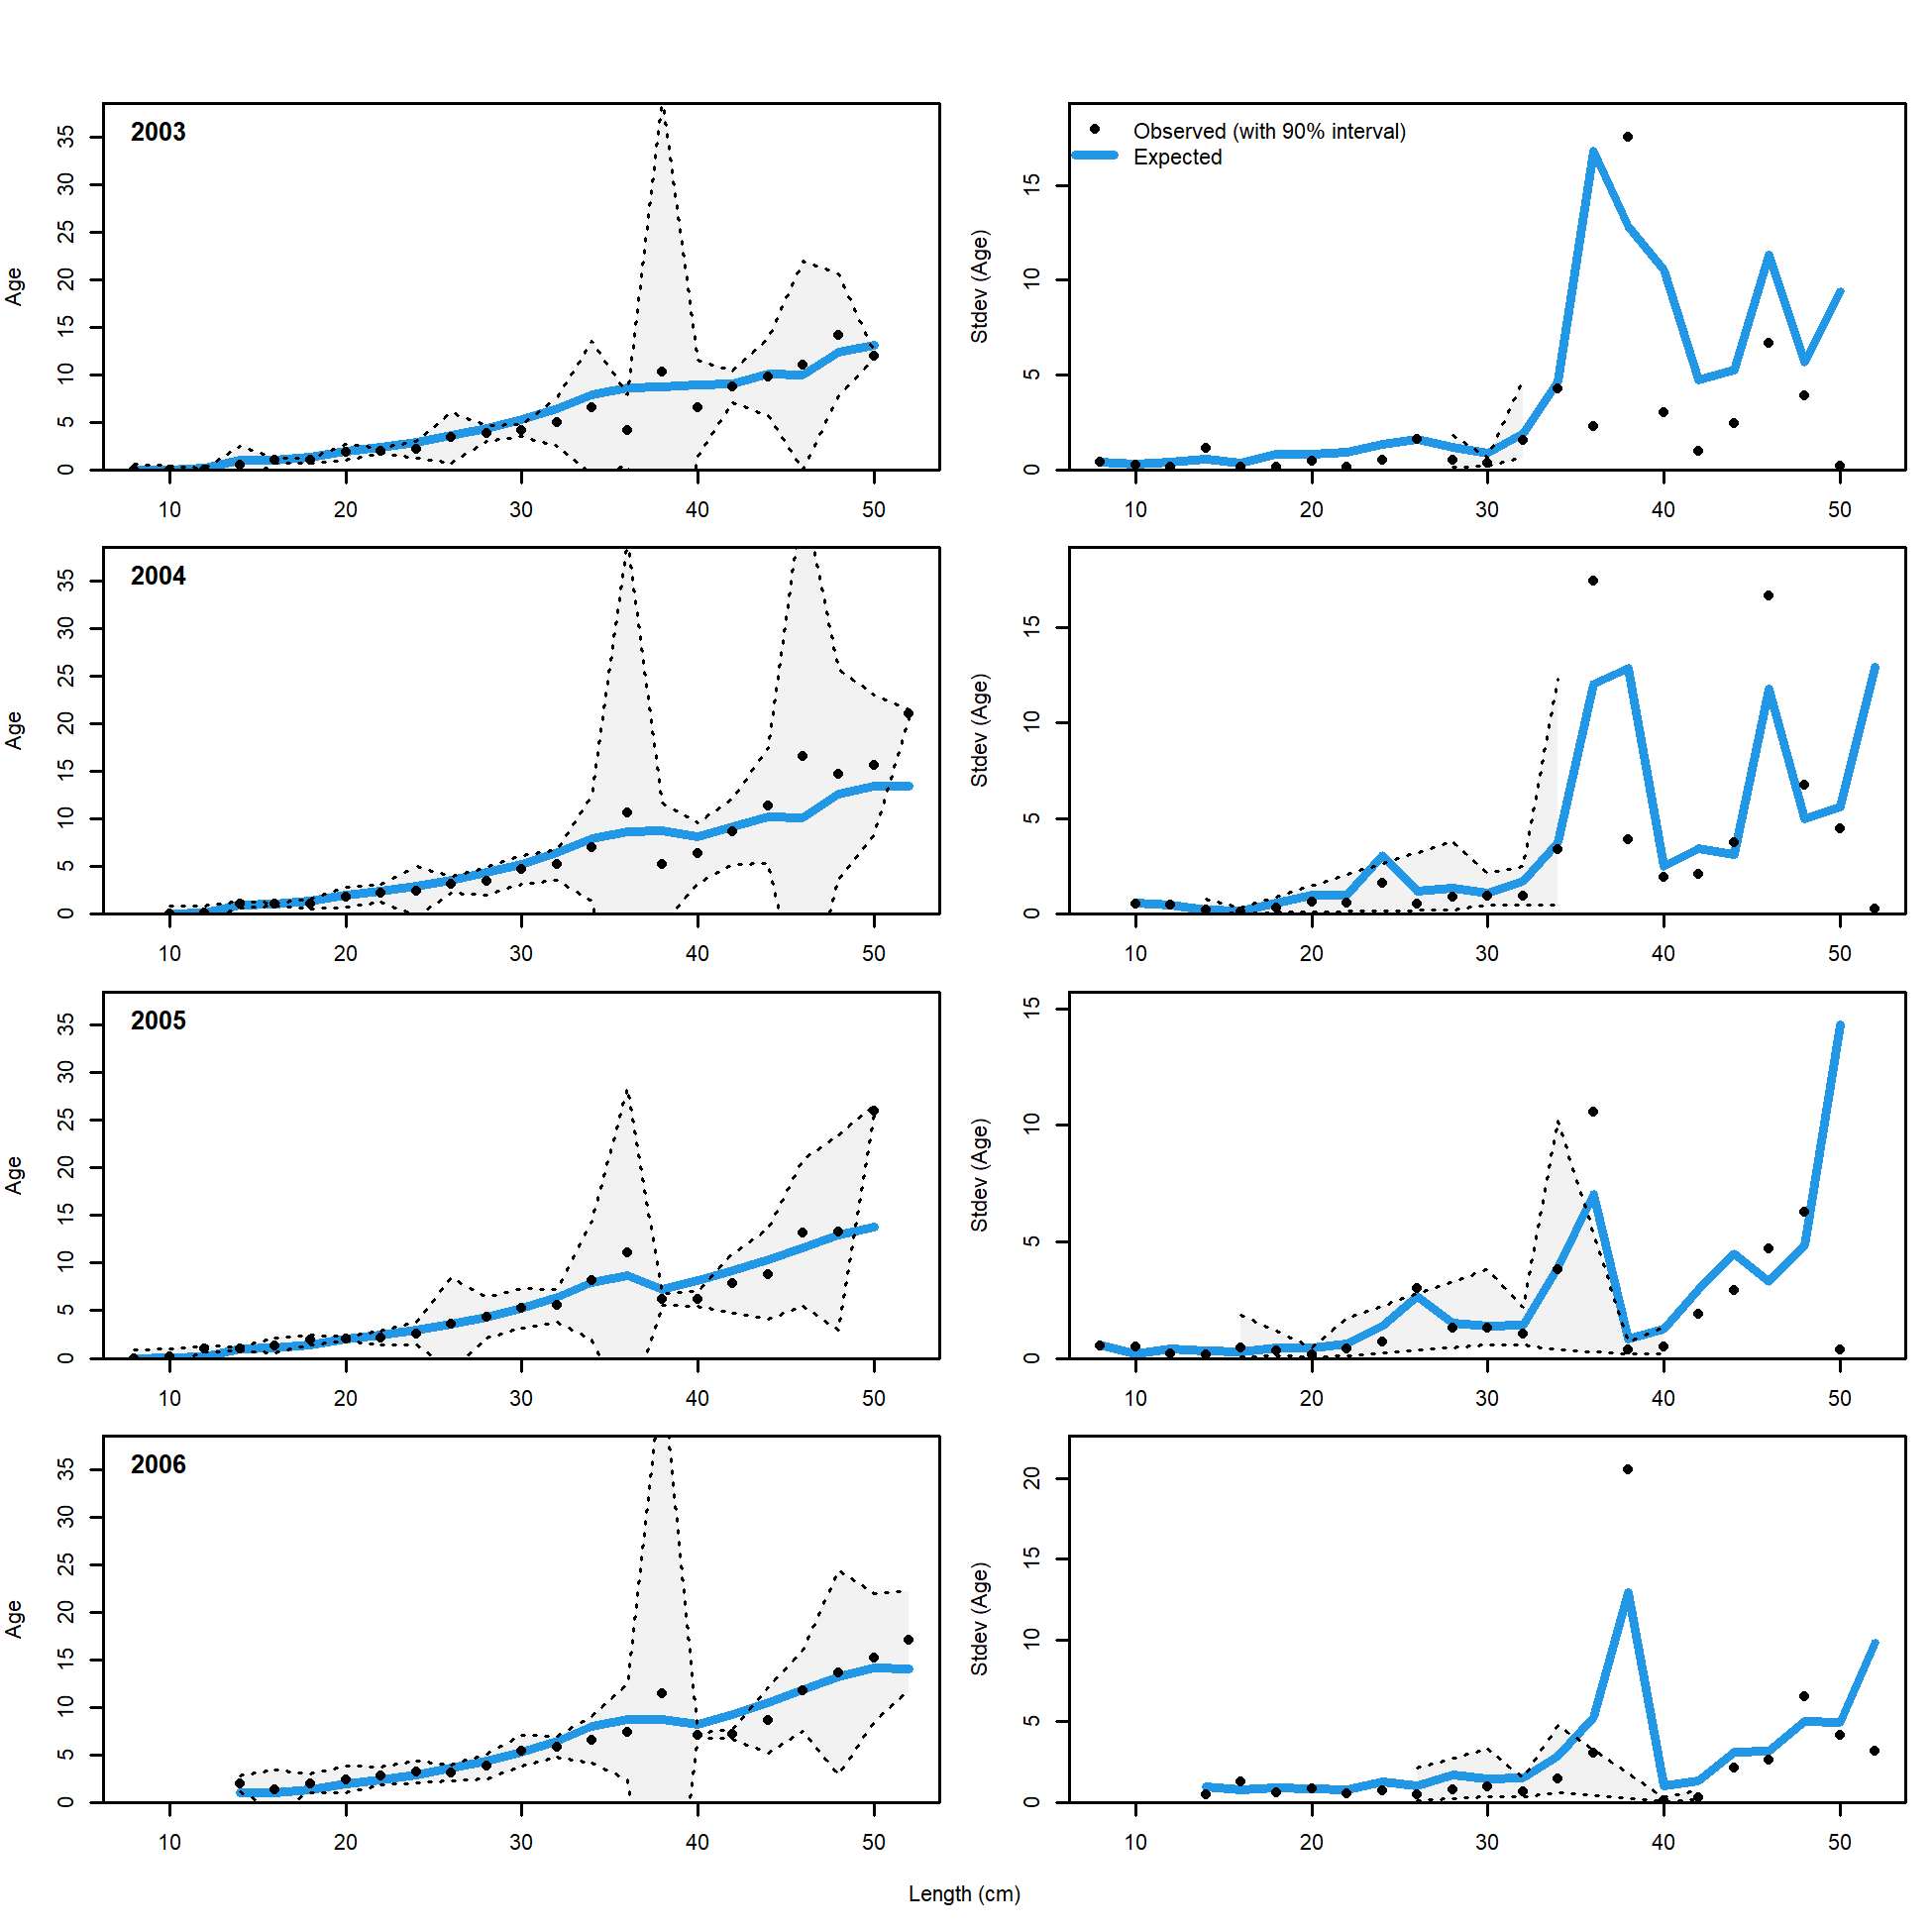 2003
Age
0 5 10 15 20 25 30 35
10 20 30 40 50
Observed (with 90% interval)
Expected
Stdev (Age)
0 5 10 15
10 20 30 40 50
2004
Age
0 5 10 15 20 25 30 35
10 20 30 40 50
Stdev (Age)
0 5 10 15
10 20 30 40 50
2005
Age
0 5 10 15 20 25 30 35
10 20 30 40 50
Stdev (Age)
0 5 10 15
10 20 30 40 50
2006
Age
0 5 10 15 20 25 30 35
10 20 30 40 50
Stdev (Age)
0 5 10 15 20
10 20 30 40 50
Length (cm)